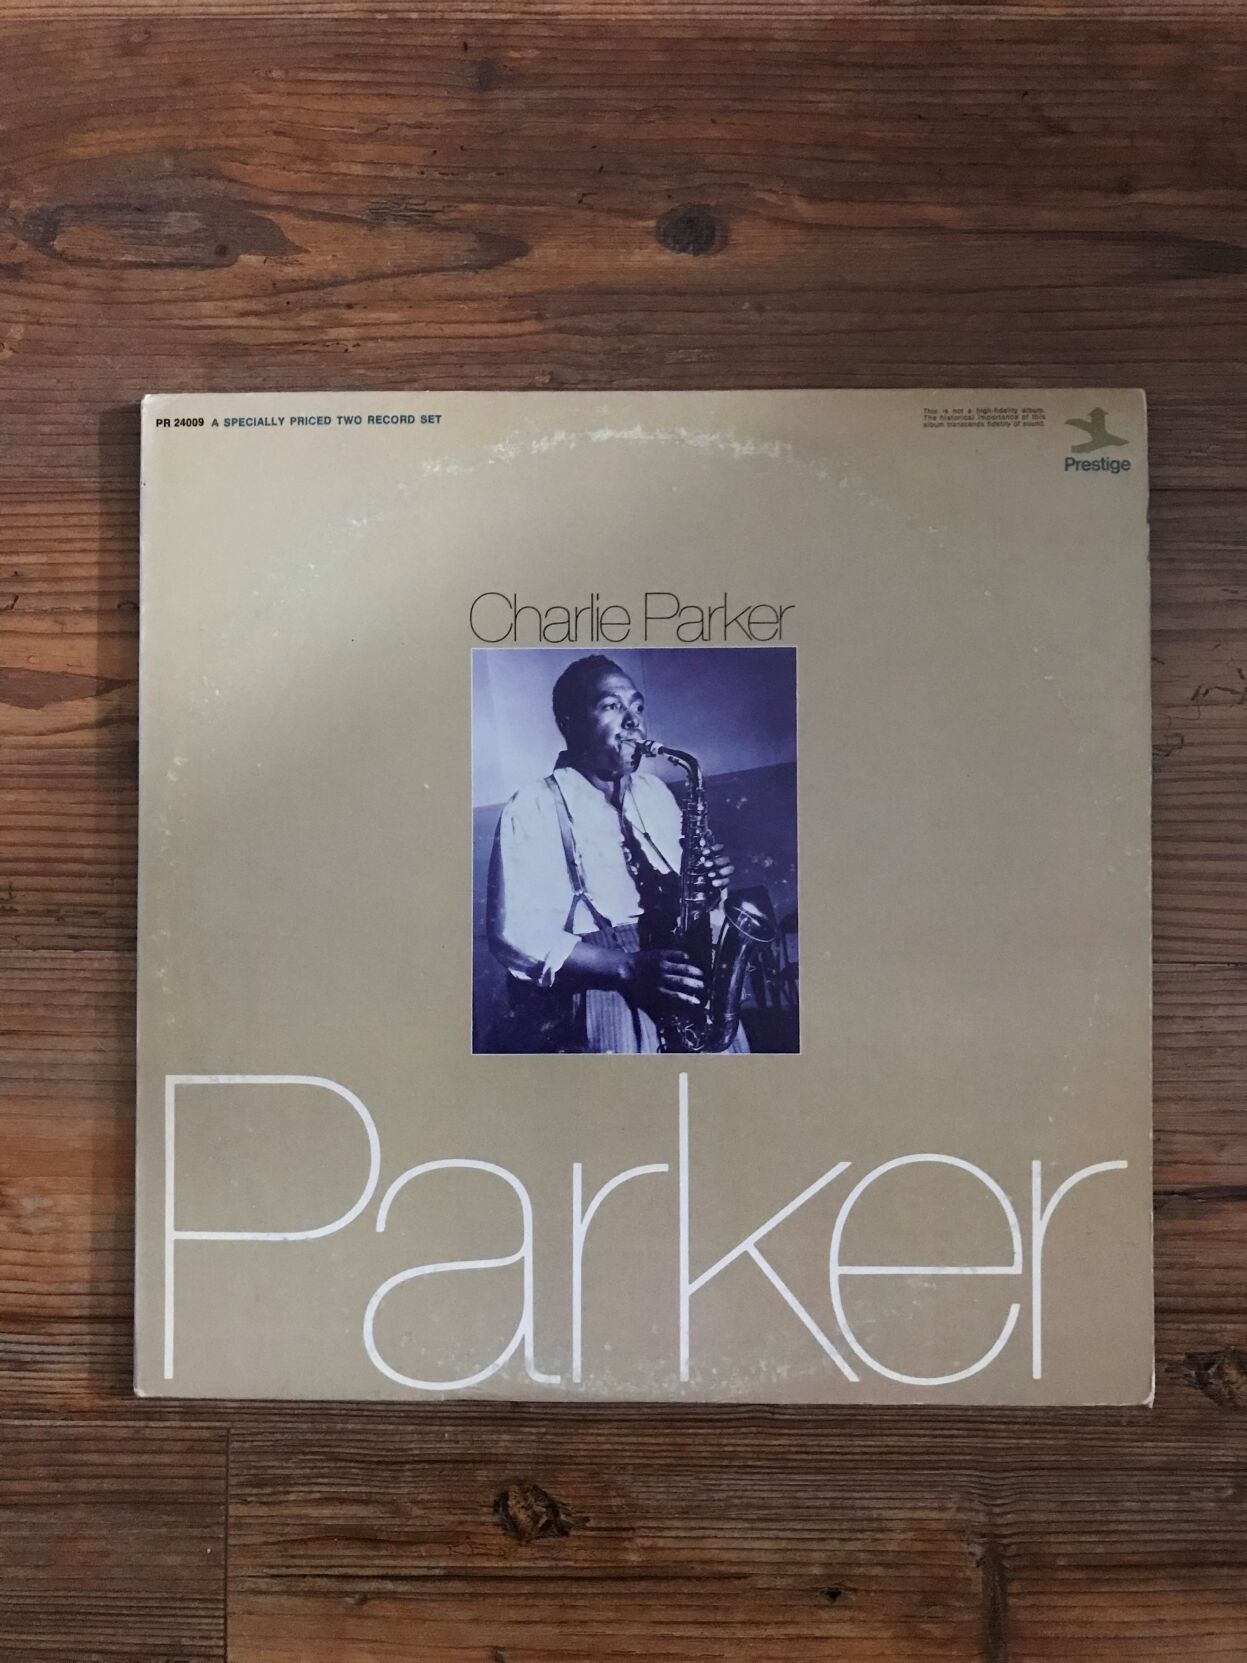 PR 24009 A SPECIALLY PRICED TWO RECORD SET
This is not a high-fidelity album.
The historical importance of this
album transcends fidelity of sound.
Prestige
Charlie Parker
Parker